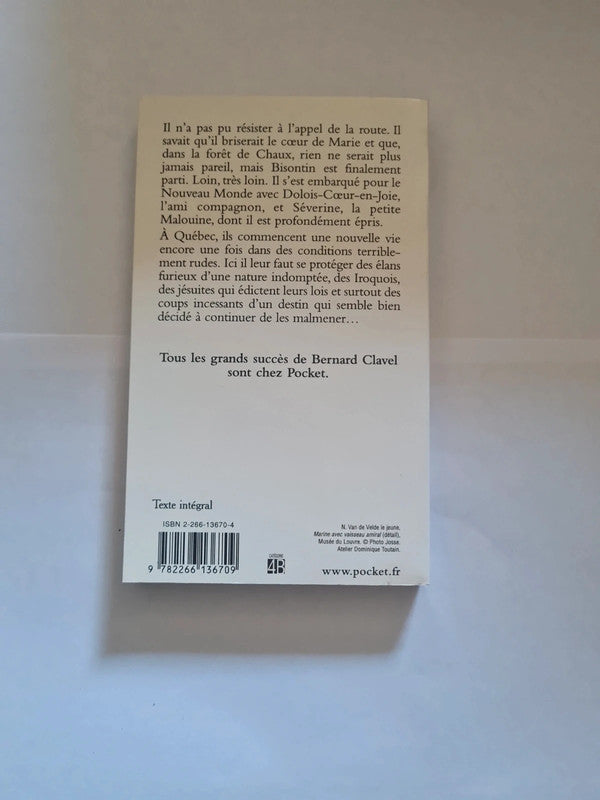 Il n'a pas pu résister à l'appel de la route. Il
savait qu'il briserait le cœur de Marie et que,
dans la forêt de Chaux, rien ne serait plus
jamais pareil, mais Bisontin est finalement
parti. Loin, très loin. Il s'est embarqué pour le
Nouveau Monde avec Dolois-Cœur-en-Joie,
l'ami compagnon, et Séverine, la petite
Malouine, dont il est profondément épris.
À Québec, ils commencent une nouvelle vie
encore une fois dans des conditions terrible-
ment rudes. Ici il leur faut se protéger des élans
furieux d'une nature indomptée, des Iroquois,
des jésuites qui édictent leurs lois et surtout des
coups incessants d'un destin qui semble bien
décidé à continuer de les malmener…
Tous les grands succès de Bernard Clavel
sont chez Pocket.
Texte intégral
ISBN 2-266-13670-4
9 782266 136709
CATÉGORIE
4B
N. Van de Velde le jeune,
Marine avec vaisseau amiral (détail),
Musée du Louvre. © Photo Josse.
Atelier Dominique Toutain.
www.pocket.fr